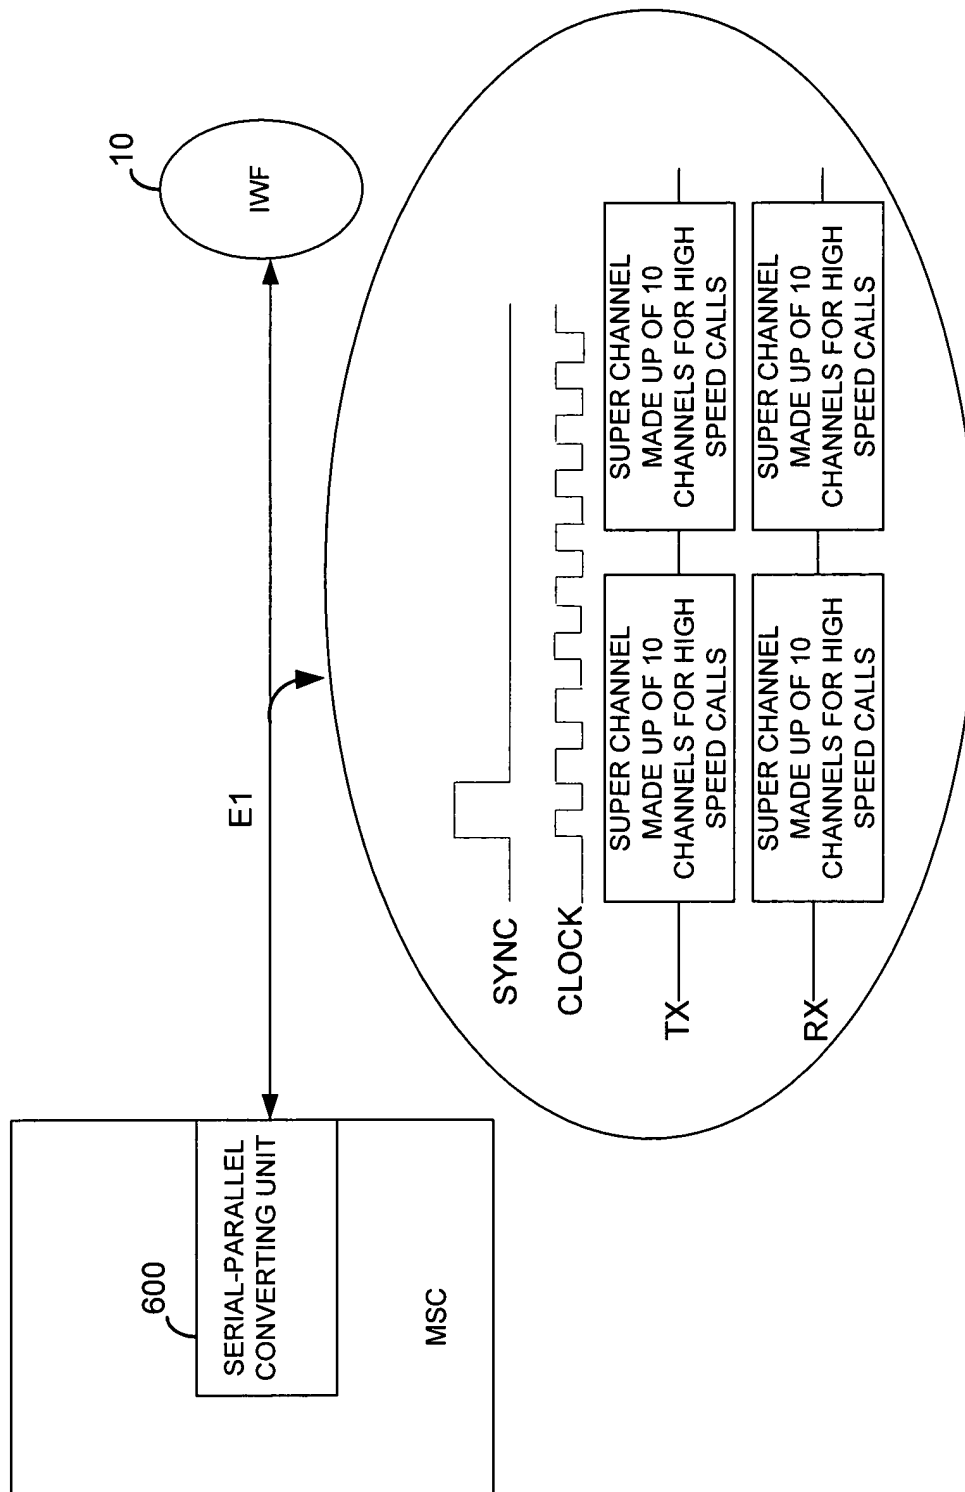 600
SERIAL-PARALLEL
CONVERTING UNIT
MSC
E1
10
IWF
SYNC
CLOCK
TX
SUPER CHANNEL
MADE UP OF 10
CHANNELS FOR HIGH
SPEED CALLS
SUPER CHANNEL
MADE UP OF 10
CHANNELS FOR HIGH
SPEED CALLS
RX
SUPER CHANNEL
MADE UP OF 10
CHANNELS FOR HIGH
SPEED CALLS
SUPER CHANNEL
MADE UP OF 10
CHANNELS FOR HIGH
SPEED CALLS